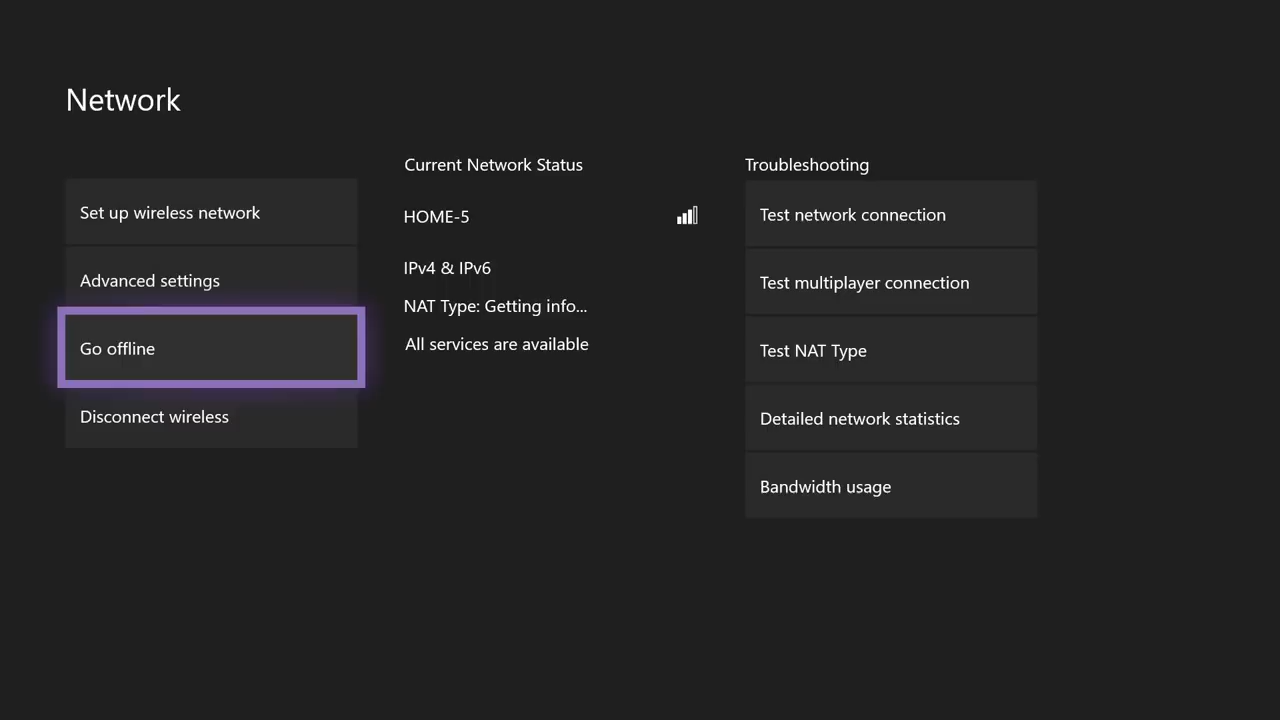 Network
Set up wireless network
Advanced settings
Go offline
Disconnect wireless
Current Network Status
HOME-5
IPv4 & IPv6
NAT Type: Getting info...
All services are available
Troubleshooting
Test network connection
Test multiplayer connection
Test NAT Type
Detailed network statistics
Bandwidth usage